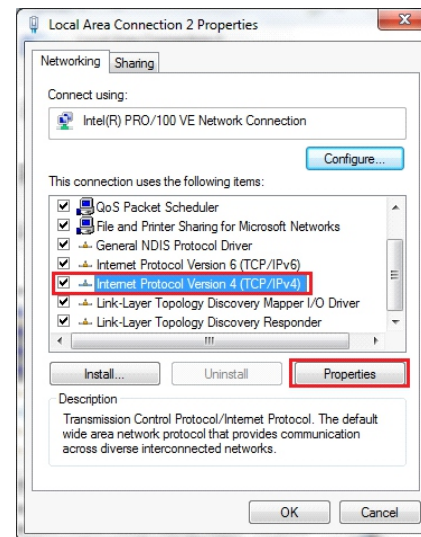 Local Area Connection 2 Properties
Networking Sharing
Connect using:
Intel(R) PRO/100 VE Network Connection
Configure...
This connection uses the following items:
QoS Packet Scheduler
File and Printer Sharing for Microsoft Networks
General NDIS Protocol Driver
Internet Protocol Version 6 (TCP/IPv6)
Internet Protocol Version 4 (TCP/IPv4)
Link-Layer Topology Discovery Mapper I/O Driver
Link-Layer Topology Discovery Responder
Install... Uninstall Properties
Description
Transmission Control Protocol/Internet Protocol. The default
wide area network protocol that provides communication
across diverse interconnected networks.
OK Cancel